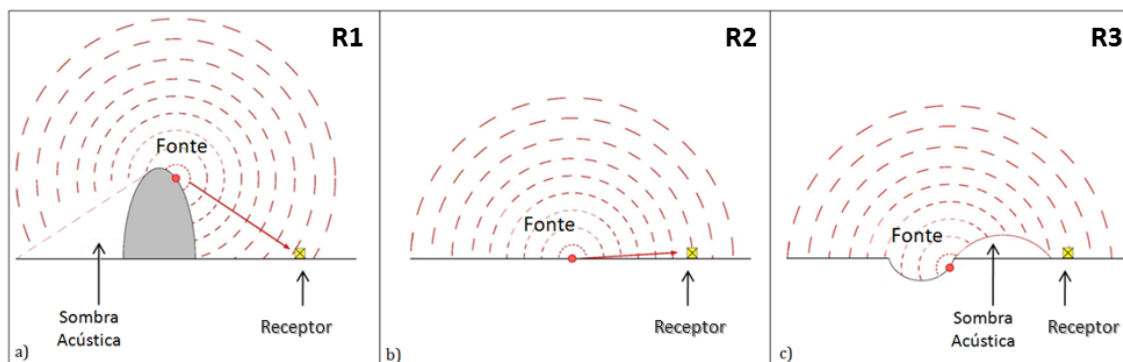 R1
Fonte
Sombra
Acústica
Receptor
a)
R2
Fonte
Receptor
b)
R3
Fonte
Sombra
Acústica
Receptor
c)